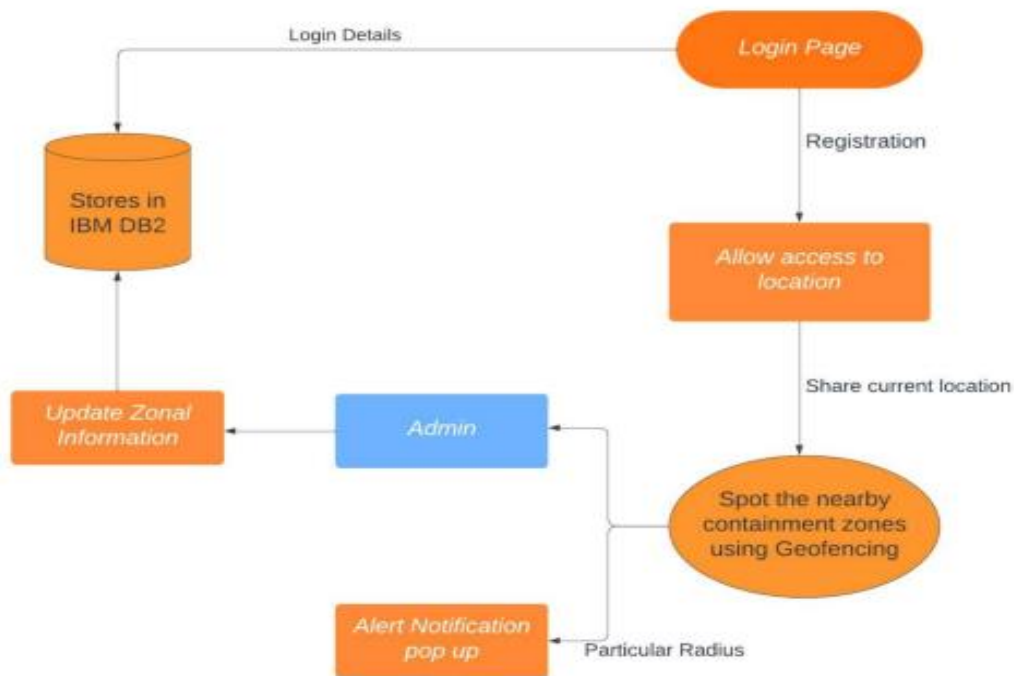 Login Details
Login Page
Registration
Stores in
IBM DB2
Allow access to
location
Share current location
Update Zonal
Information
Admin
Spot the nearby
containment zones
using Geofencing
Alert Notification
pop up
Particular Radius